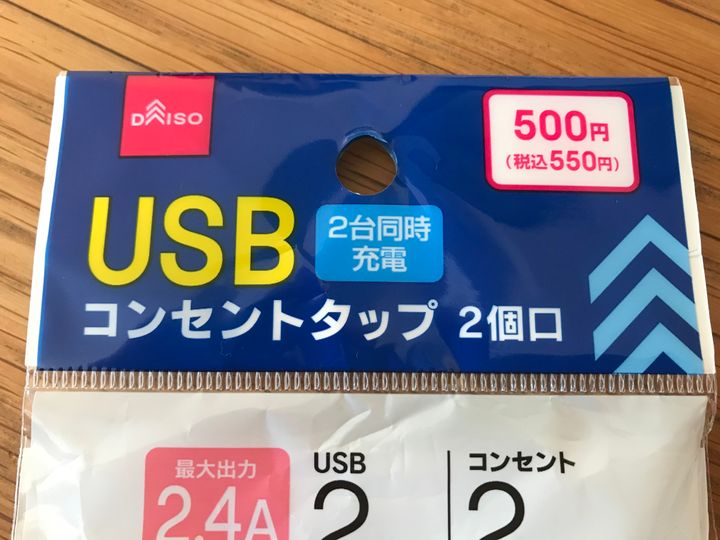 DAISO
500円
(税込550円)
USB
2台同時
充電
コンセントタップ 2個口
最大出力
2.4A
USB
2
コンセント
2